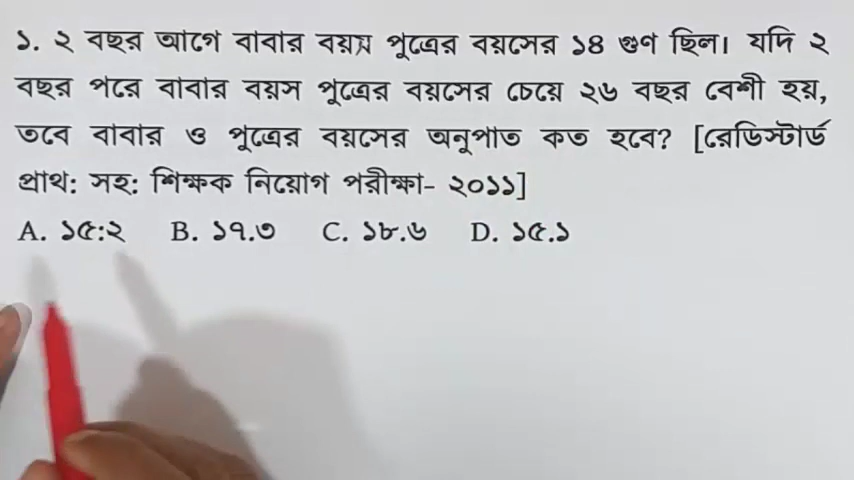 ১. ২ বছর আগে বাবার বয়স পুত্রের বয়সের ১৪ গুণ ছিল। যদি ২
বছর পরে বাবার বয়স পুত্রের বয়সের চেয়ে ২৬ বছর বেশী হয়,
তবে বাবার ও পুত্রের বয়সের অনুপাত কত হবে? [রেডিস্টার্ড
প্রাথ: সহ: শিক্ষক নিয়োগ পরীক্ষা- ২০১১]
A. ১৫:২ B. ১৭.৩ C. ১৮.৬ D. ১৫.১